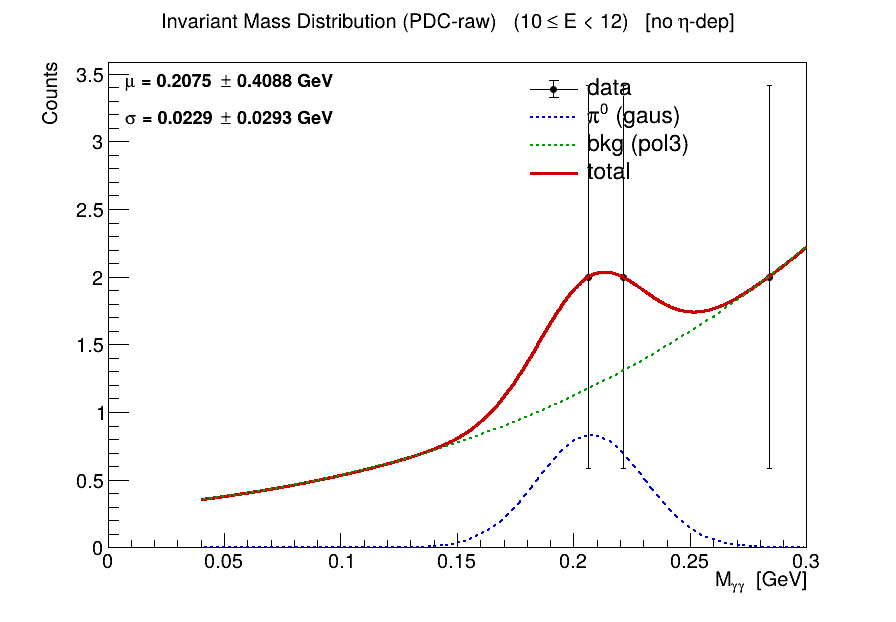 Invariant Mass Distribution (PDC-raw) (10 ≤ E < 12) [no η-dep]
Counts
μ = 0.2075 ± 0.4088 GeV
σ = 0.0229 ± 0.0293 GeV
data
π⁰ (gaus)
bkg (pol3)
total
3.5
3
2.5
2
1.5
1
0.5
0
0 0.05 0.1 0.15 0.2 0.25 0.3
M_γγ [GeV]